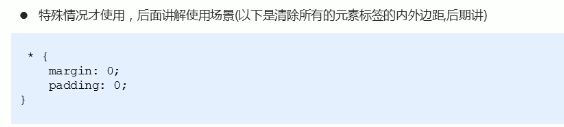 ● 特殊情况才使用，后面讲解使用场景(以下是清除所有的元素标签的内外边距,后期讲)
* {
margin: 0;
padding: 0;
}